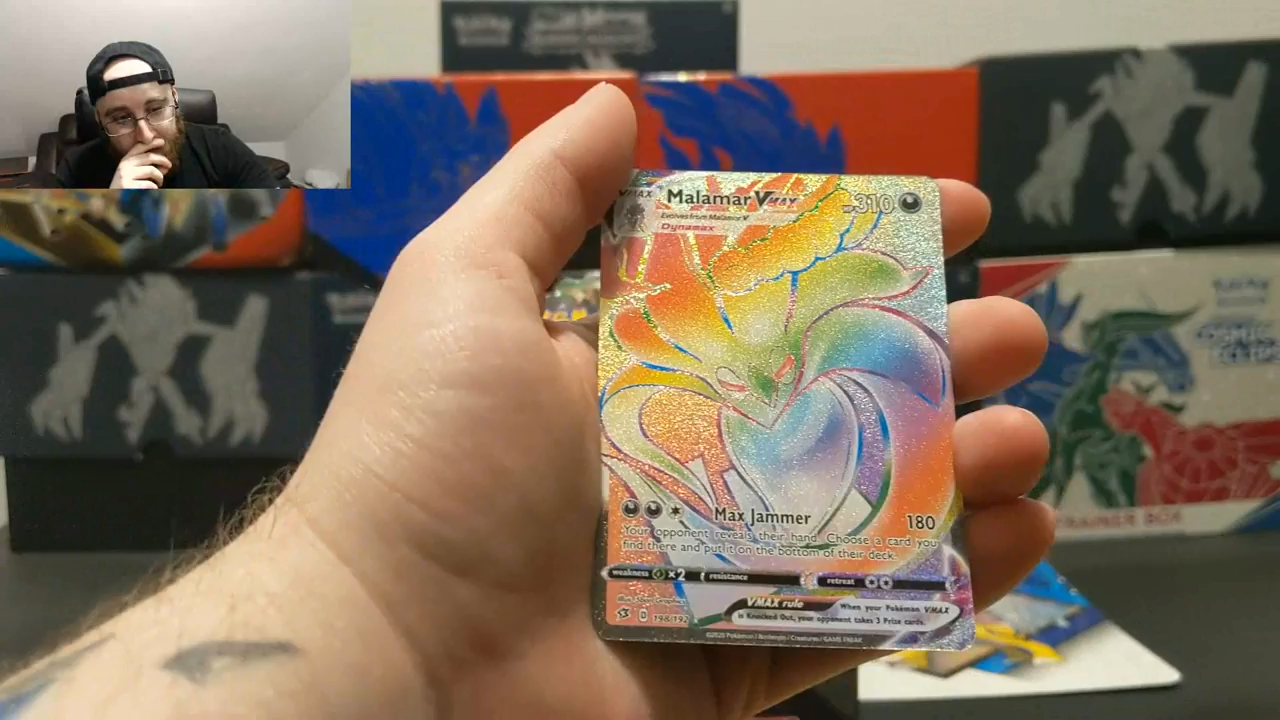 VMAX Malamar VMAX 310
Evolves from Malamar V
Dynamax
Max Jammer 180
Your opponent reveals their hand. Choose a card you
find there and put it on the bottom of their deck.
weakness x2 resistance retreat
VMAX rule When your Pokémon VMAX
is Knocked Out, your opponent takes 3 Prize cards.
D 198/192
©2020 Pokémon / Nintendo / Creatures / GAME FREAK
TRAINER BOX